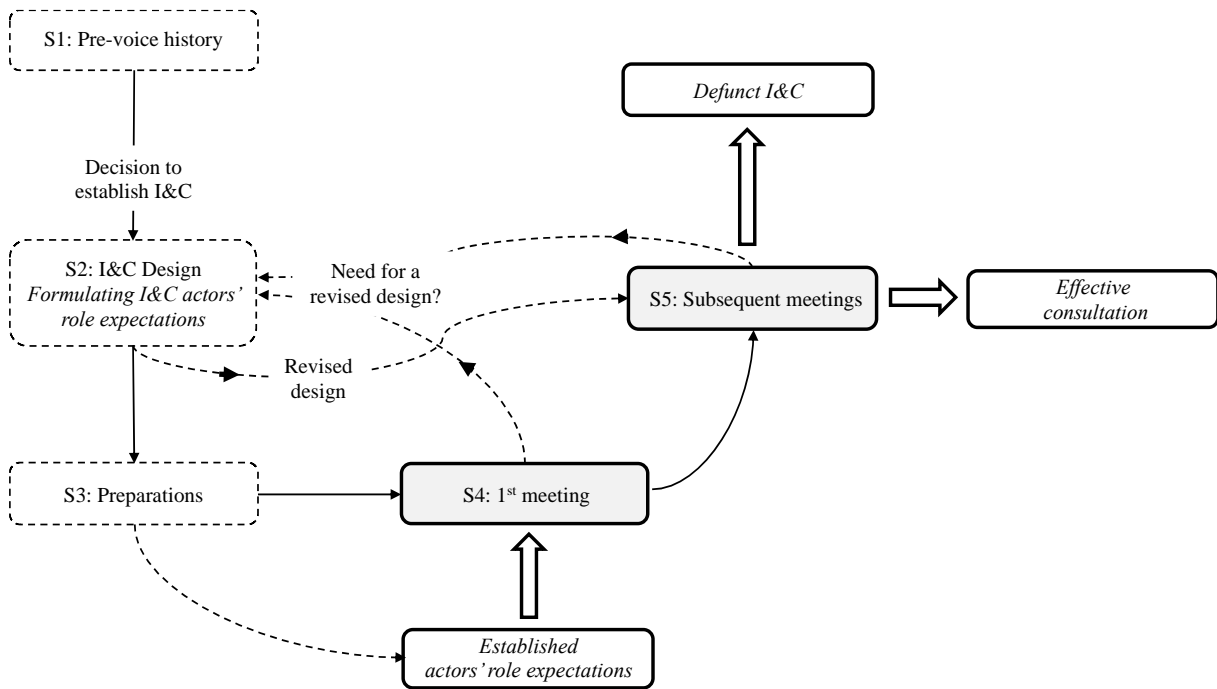 S1: Pre-voice history
Defunct I&C
Decision to
establish I&C
S2: I&C Design
Formulating I&C actors’
role expectations
Need for a
revised design?
S5: Subsequent meetings
Effective
consultation
Revised
design
S3: Preparations
S4: 1st meeting
Established
actors’ role expectations